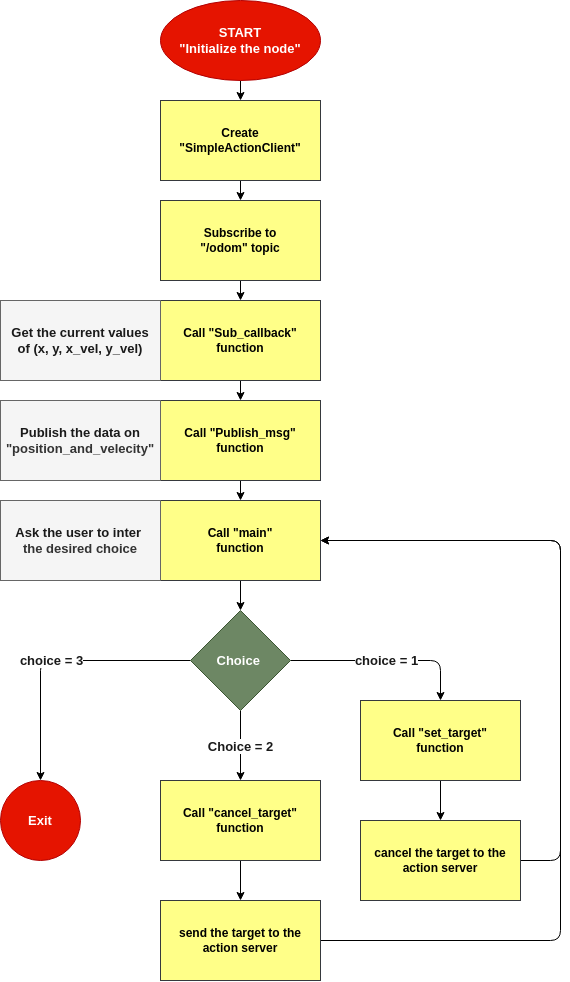 START
"Initialize the node"
Create
"SimpleActionClient"
Subscribe to
"/odom" topic
Get the current values
of (x, y, x_vel, y_vel)
Call "Sub_callback"
function
Publish the data on
"position_and_velecity"
Call "Publish_msg"
function
Ask the user to inter
the desired choice
Call "main"
function
Choice
choice = 3
choice = 1
Choice = 2
Call "set_target"
function
Call "cancel_target"
function
Exit
cancel the target to the
action server
send the target to the
action server